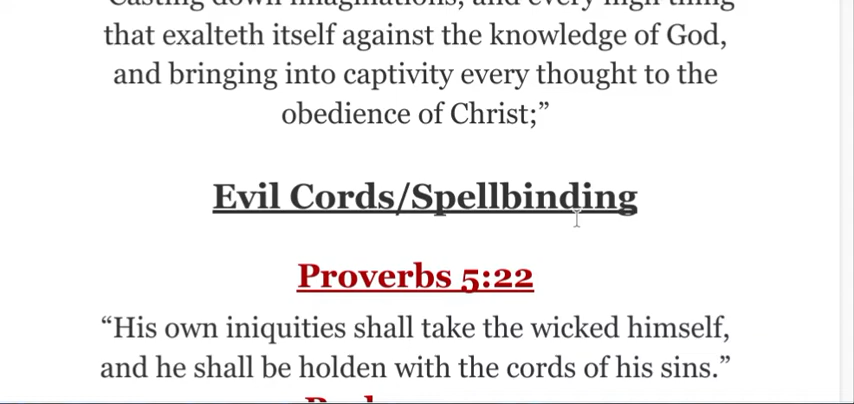 that exalteth itself against the knowledge of God,
and bringing into captivity every thought to the
obedience of Christ;”
Evil Cords/Spellbinding
Proverbs 5:22
“His own iniquities shall take the wicked himself,
and he shall be holden with the cords of his sins.”